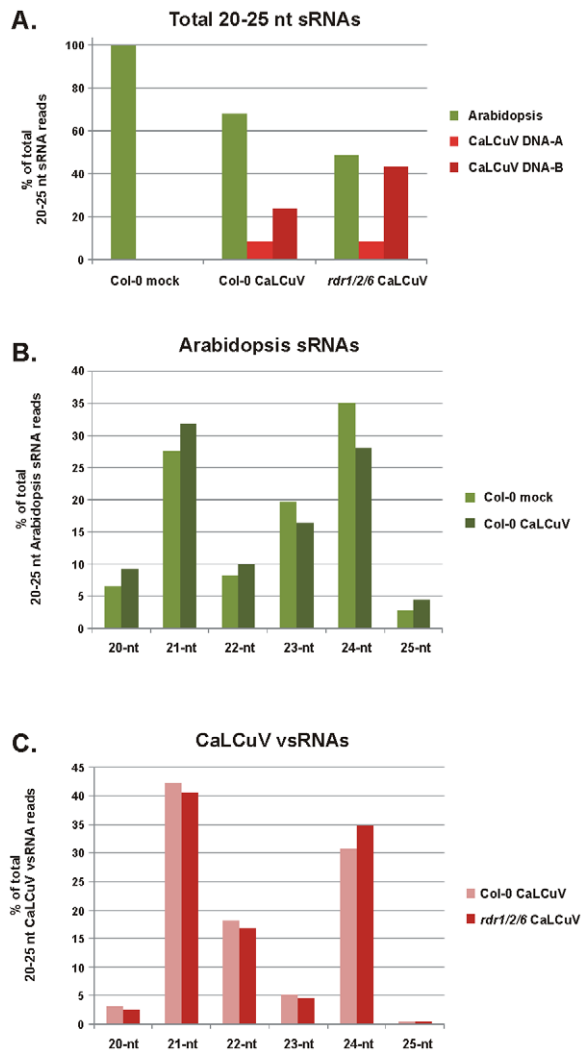 A.
Total 20-25 nt sRNAs
% of total
20-25 nt sRNA reads
100
80
60
40
20
0
Col-0 mock
Col-0 CaLCuV
rdr1/2/6 CaLCuV
Arabidopsis
CaLCuV DNA-A
CaLCuV DNA-B
B.
Arabidopsis sRNAs
% of total
20-25 nt Arabidopsis sRNA reads
40
35
30
25
20
15
10
5
0
20-nt
21-nt
22-nt
23-nt
24-nt
25-nt
Col-0 mock
Col-0 CaLCuV
C.
CaLCuV vsRNAs
% of total
20-25 nt CaLCuV vsRNA reads
45
40
35
30
25
20
15
10
5
0
20-nt
21-nt
22-nt
23-nt
24-nt
25-nt
Col-0 CaLCuV
rdr1/2/6 CaLCuV